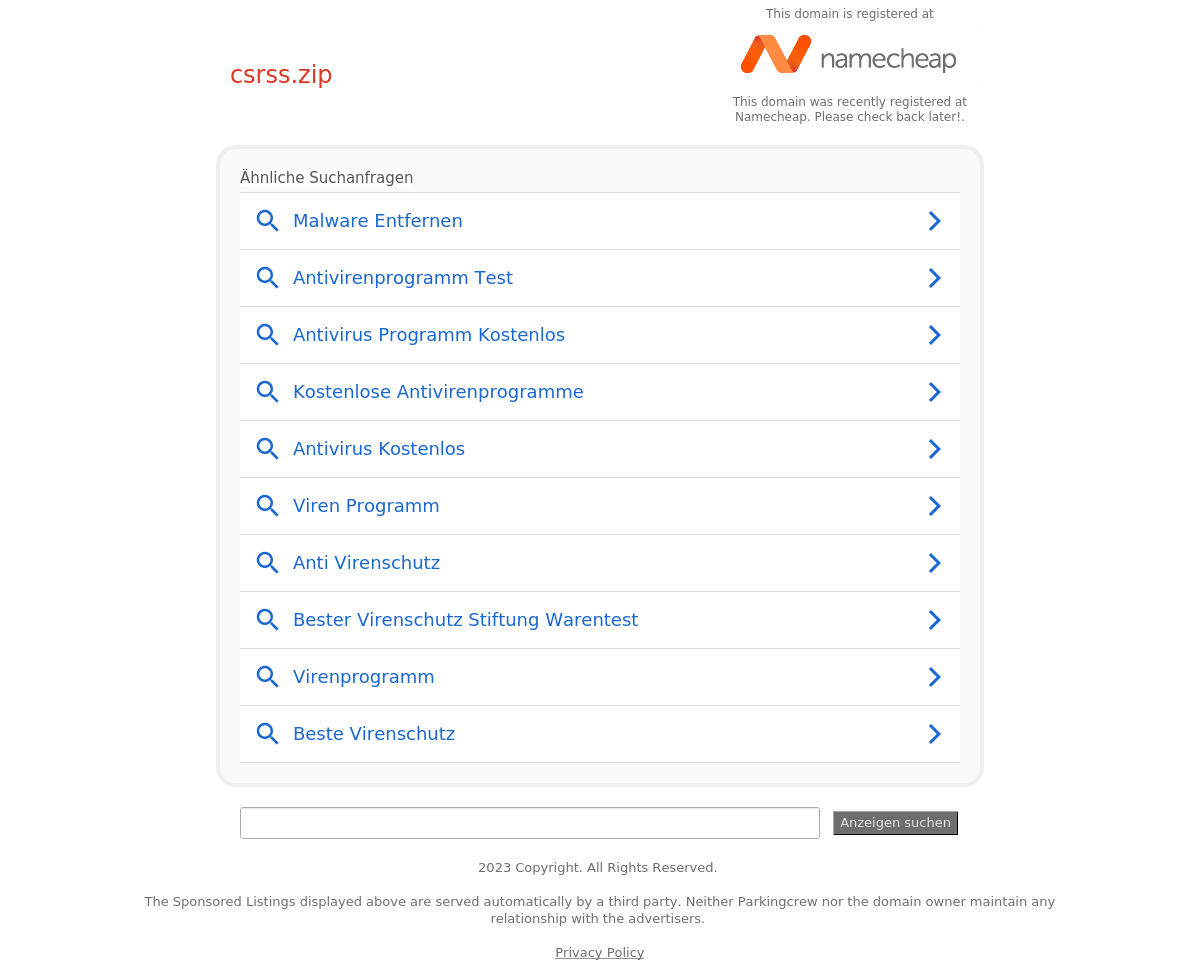 This domain is registered at
namecheap
csrss.zip
This domain was recently registered at
Namecheap. Please check back later!.
Ähnliche Suchanfragen
Malware Entfernen
Antivirenprogramm Test
Antivirus Programm Kostenlos
Kostenlose Antivirenprogramme
Antivirus Kostenlos
Viren Programm
Anti Virenschutz
Bester Virenschutz Stiftung Warentest
Virenprogramm
Beste Virenschutz
Anzeigen suchen
2023 Copyright. All Rights Reserved.
The Sponsored Listings displayed above are served automatically by a third party. Neither Parkingcrew nor the domain owner maintain any
relationship with the advertisers.
Privacy Policy